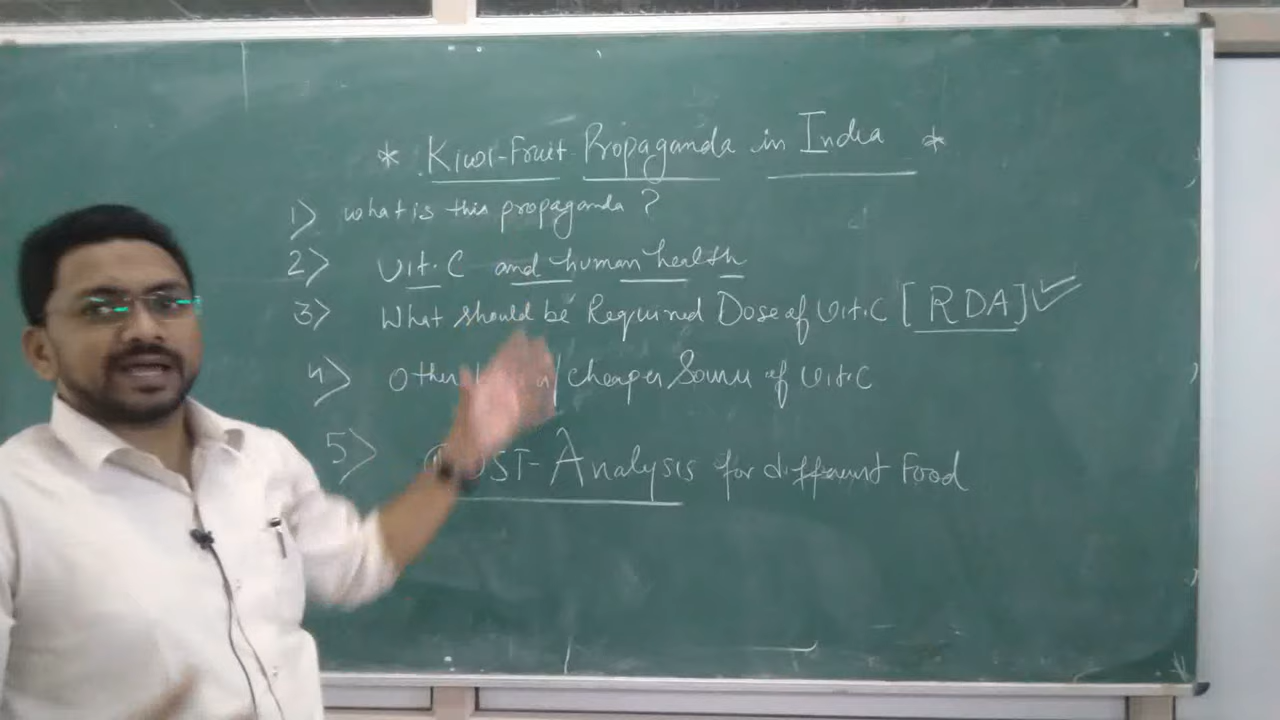 * Kiwi-Fruit Propaganda in India *
1) what is this propaganda ?
2) vit.C and human health
3) What should be Required Dose of Vit.C [RDA] ✓
4) Other cheaper Source of Vit.C
5) COST-Analysis for different Food